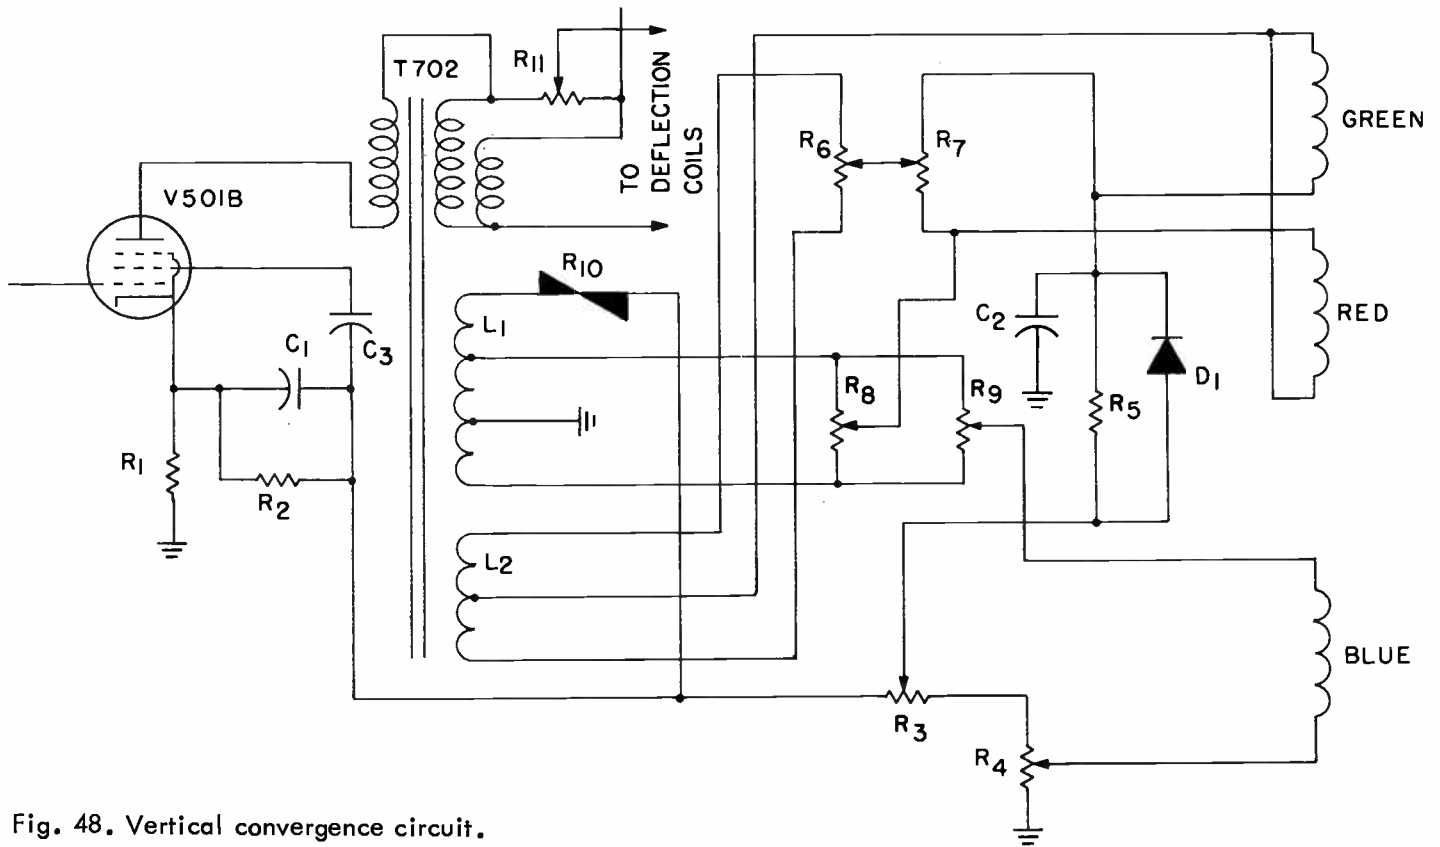 T702
R11
TO DEFLECTION COILS
GREEN
R6
R7
V501B
R10
L1
C3
C1
C2
RED
R8
R9
D1
R5
R1
R2
L2
BLUE
R3
R4
Fig. 48. Vertical convergence circuit.